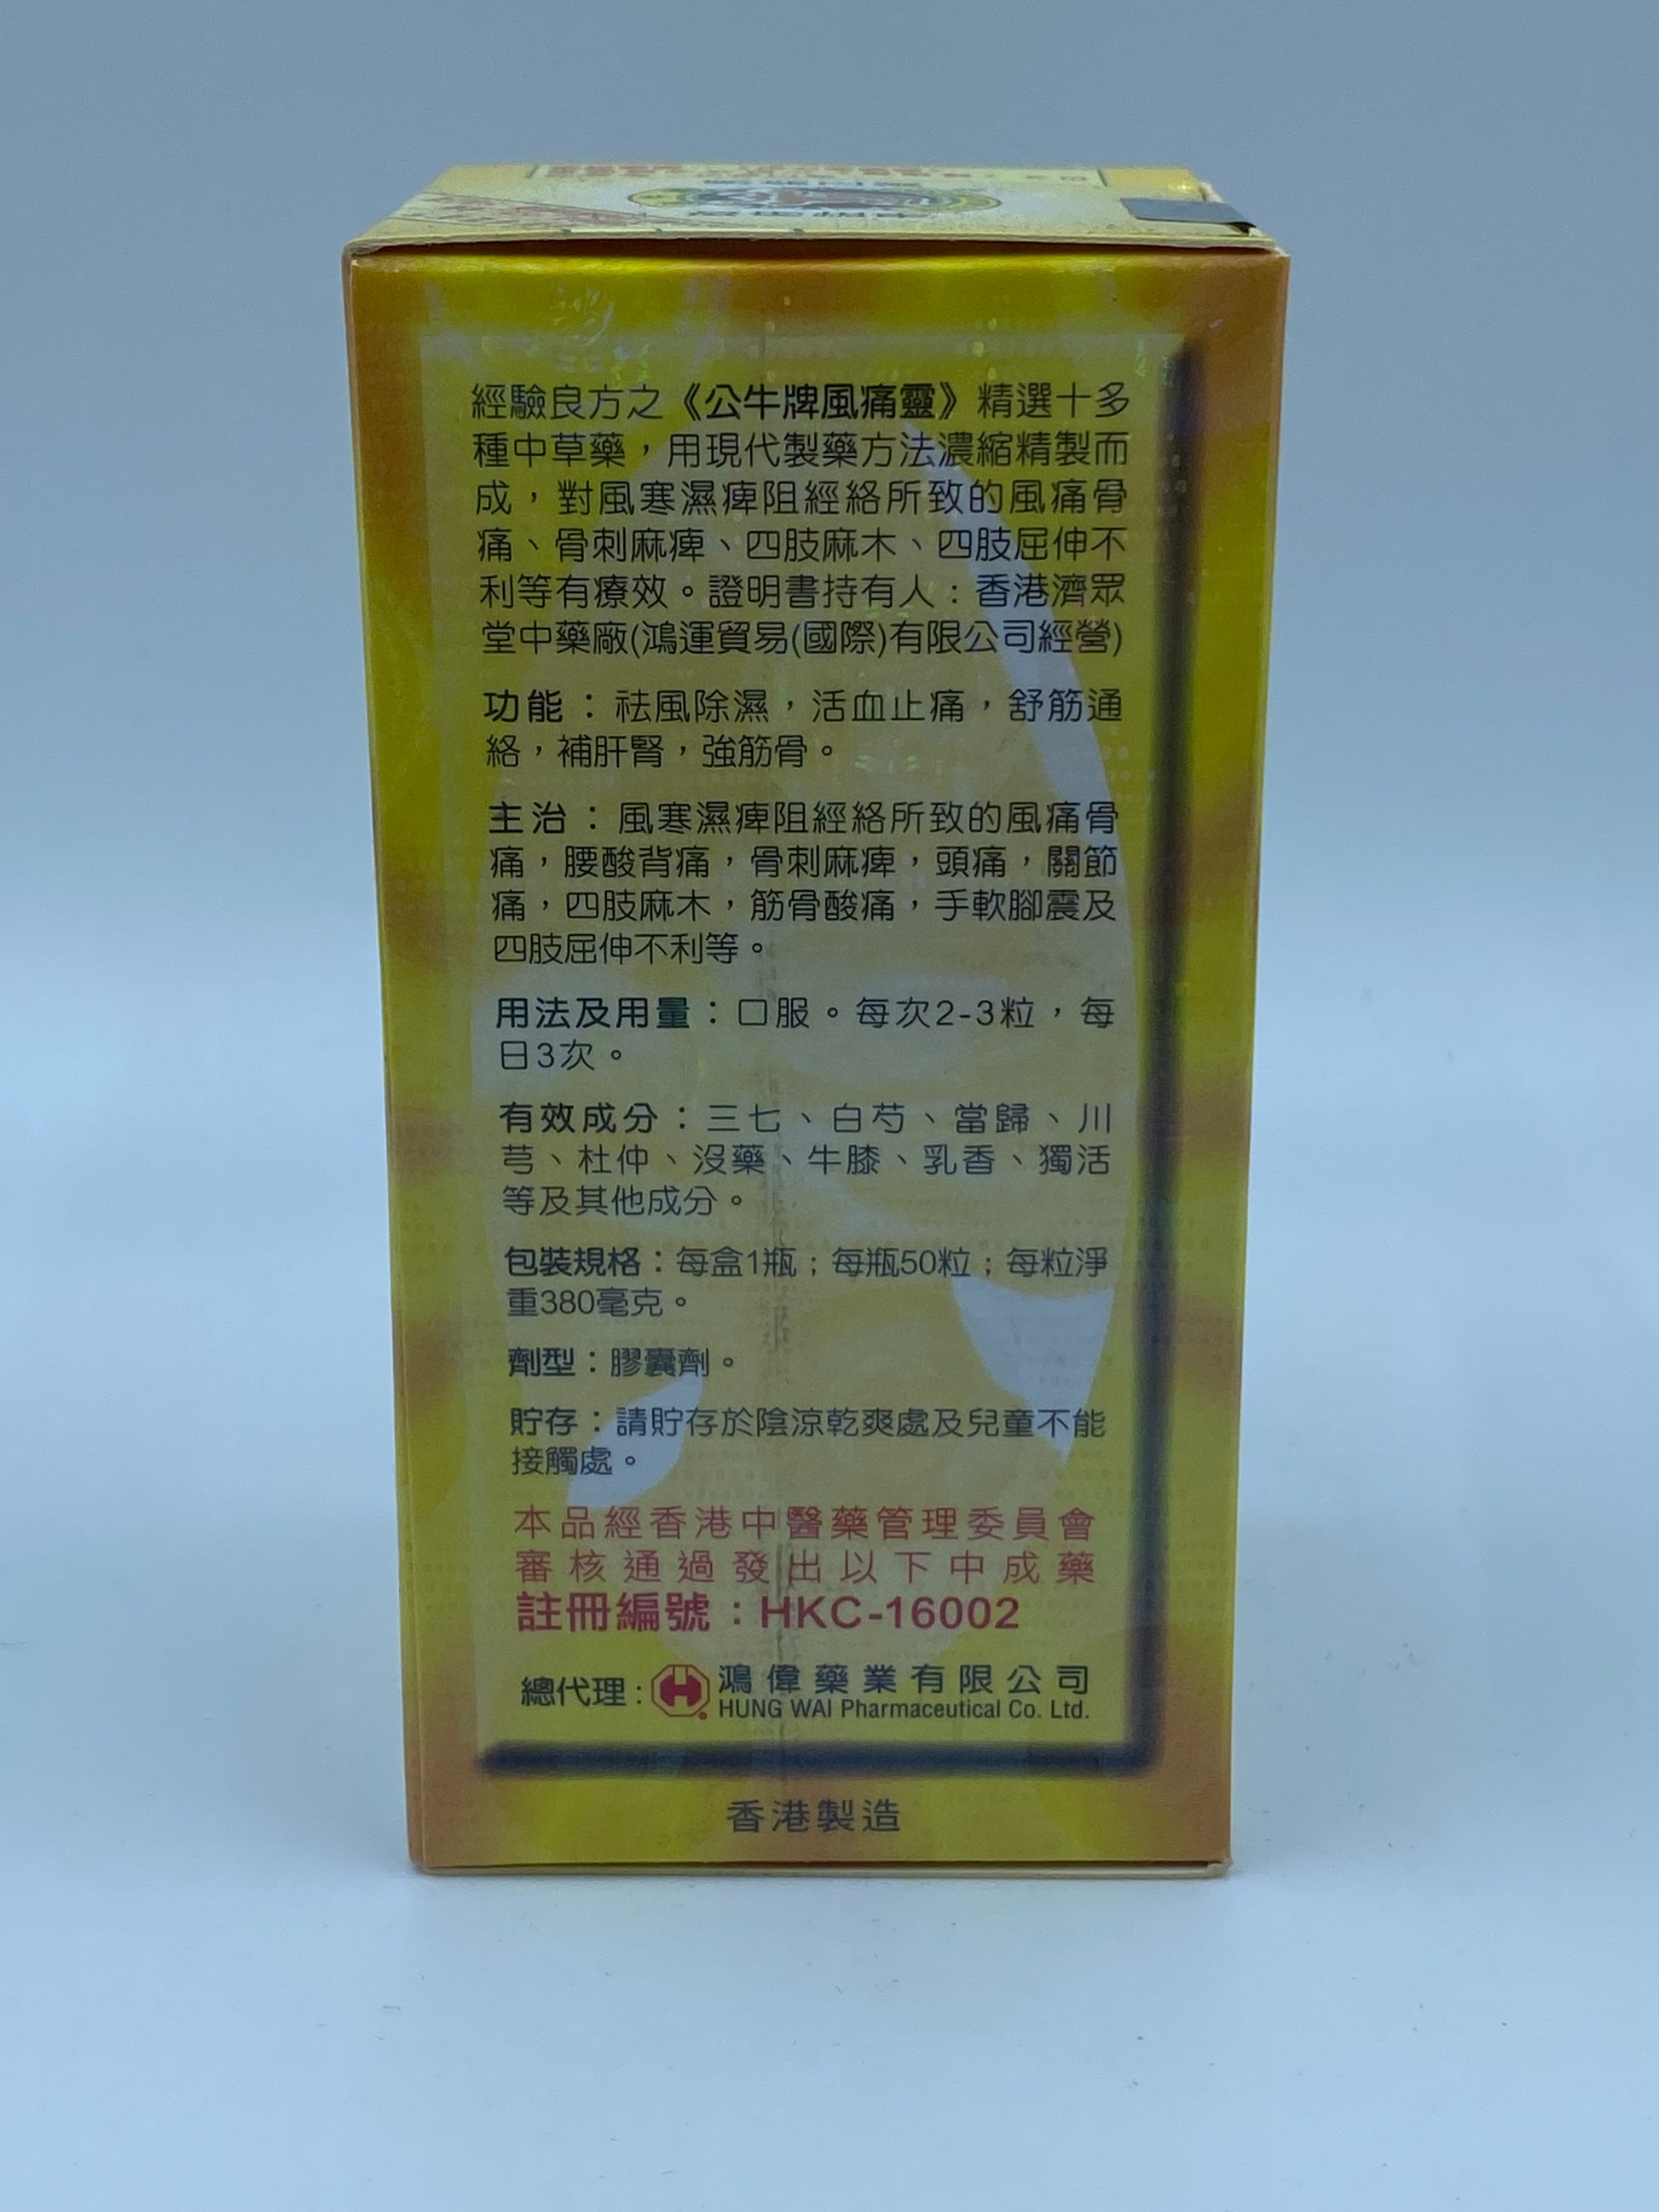 經驗良方之《公牛牌風痛靈》精選十多
種中草藥，用現代製藥方法濃縮精製而
成，對風寒濕痺阻經絡所致的風痛骨
痛、骨刺麻痺、四肢麻木、四肢屈伸不
利等有療效。證明書持有人：香港濟眾
堂中藥廠(鴻運貿易(國際)有限公司經營)
功能：祛風除濕，活血止痛，舒筋通
絡，補肝腎，強筋骨。
主治：風寒濕痺阻經絡所致的風痛骨
痛，腰酸背痛，骨刺麻痺，頭痛，關節
痛，四肢麻木，筋骨酸痛，手軟腳震及
四肢屈伸不利等。
用法及用量：口服。每次2-3粒，每
日3次。
有效成分：三七、白芍、當歸、川
芎、杜仲、沒藥、牛膝、乳香、獨活
等及其他成分。
包裝規格：每盒1瓶；每瓶50粒；每粒淨
重380毫克。
劑型：膠囊劑。
貯存：請貯存於陰涼乾爽處及兒童不能
接觸處。
本品經香港中醫藥管理委員會
審核通過發出以下中成藥
註冊編號：HKC-16002
總代理：鴻偉藥業有限公司
HUNG WAI Pharmaceutical Co. Ltd.
香港製造